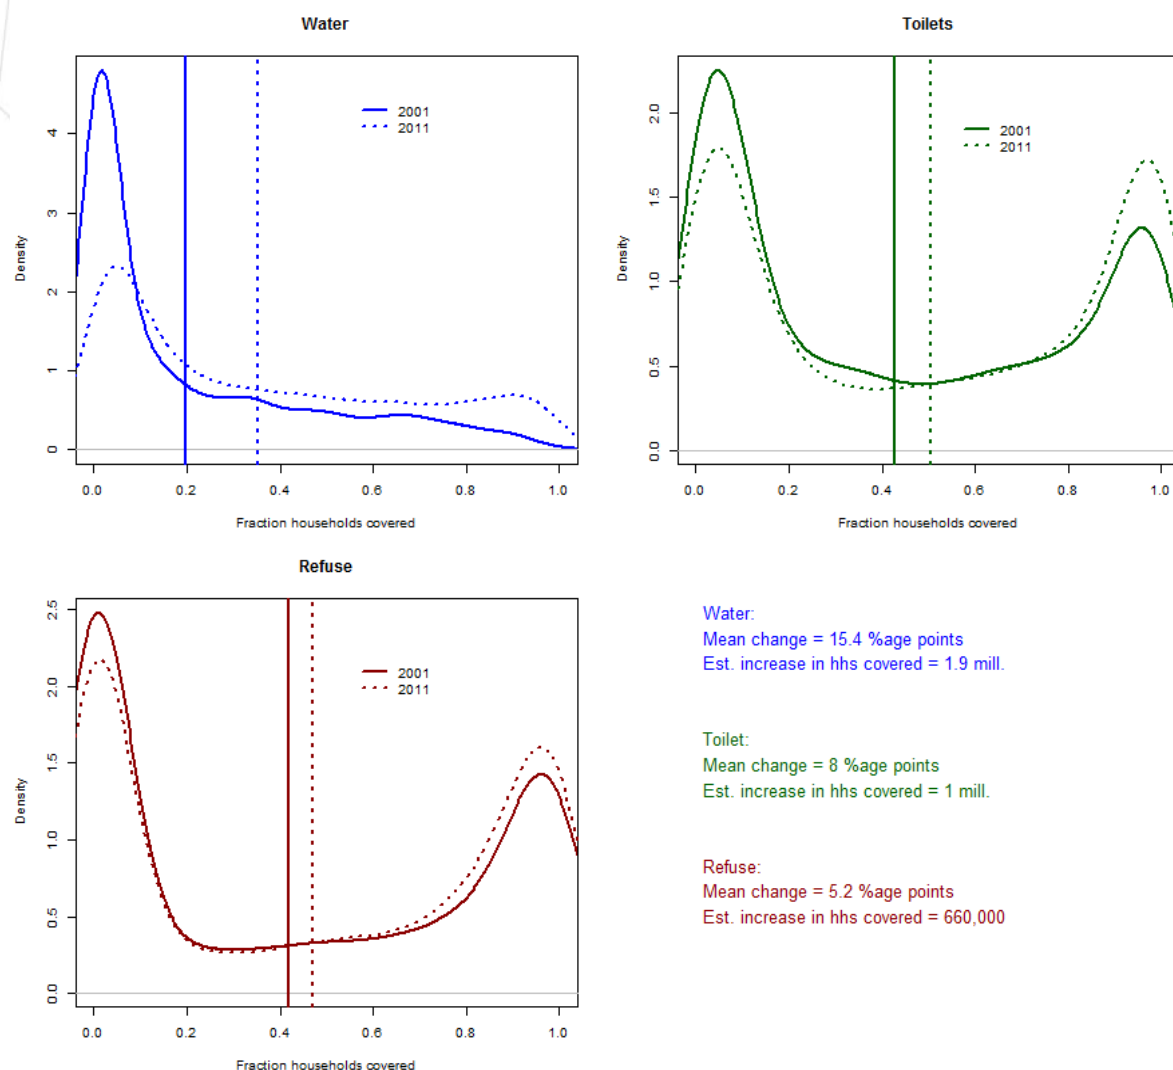 Water
Density
4
3
2
1
0
2001
2011
0.0 0.2 0.4 0.6 0.8 1.0
Fraction households covered
Toilets
Density
2.0
1.5
1.0
0.5
0.0
2001
2011
0.0 0.2 0.4 0.6 0.8 1.0
Fraction households covered
Refuse
Density
2.5
2.0
1.5
1.0
0.5
0.0
2001
2011
0.0 0.2 0.4 0.6 0.8 1.0
Fraction households covered
Water:
Mean change = 15.4 %age points
Est. increase in hhs covered = 1.9 mill.
Toilet:
Mean change = 8 %age points
Est. increase in hhs covered = 1 mill.
Refuse:
Mean change = 5.2 %age points
Est. increase in hhs covered = 660,000